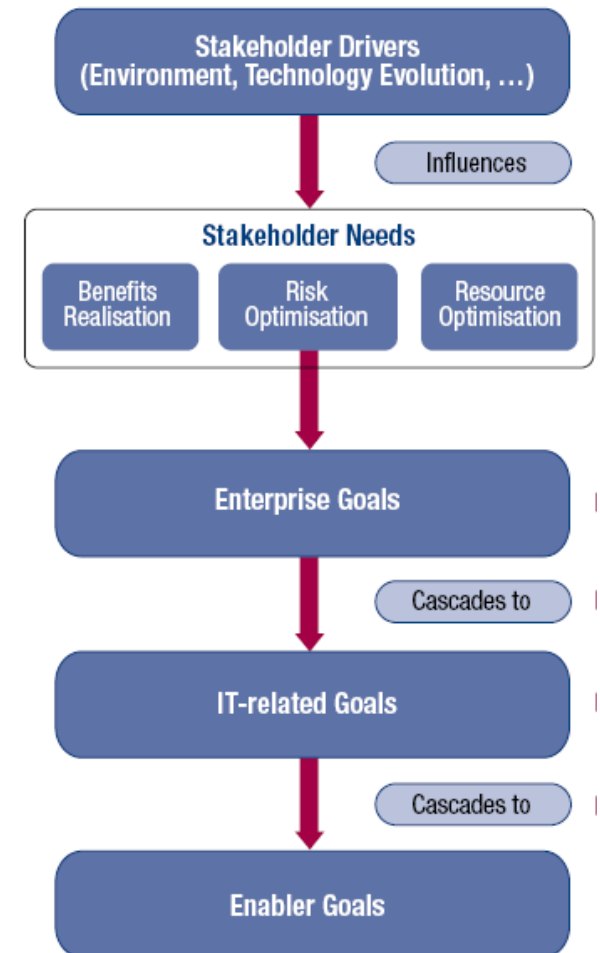 Stakeholder Drivers
(Environment, Technology Evolution, …)
Influences
Stakeholder Needs
Benefits
Realisation
Risk
Optimisation
Resource
Optimisation
Enterprise Goals
Cascades to
IT-related Goals
Cascades to
Enabler Goals